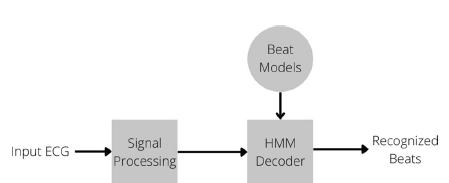 Beat
Models
Input ECG
Signal
Processing
HMM
Decoder
Recognized
Beats